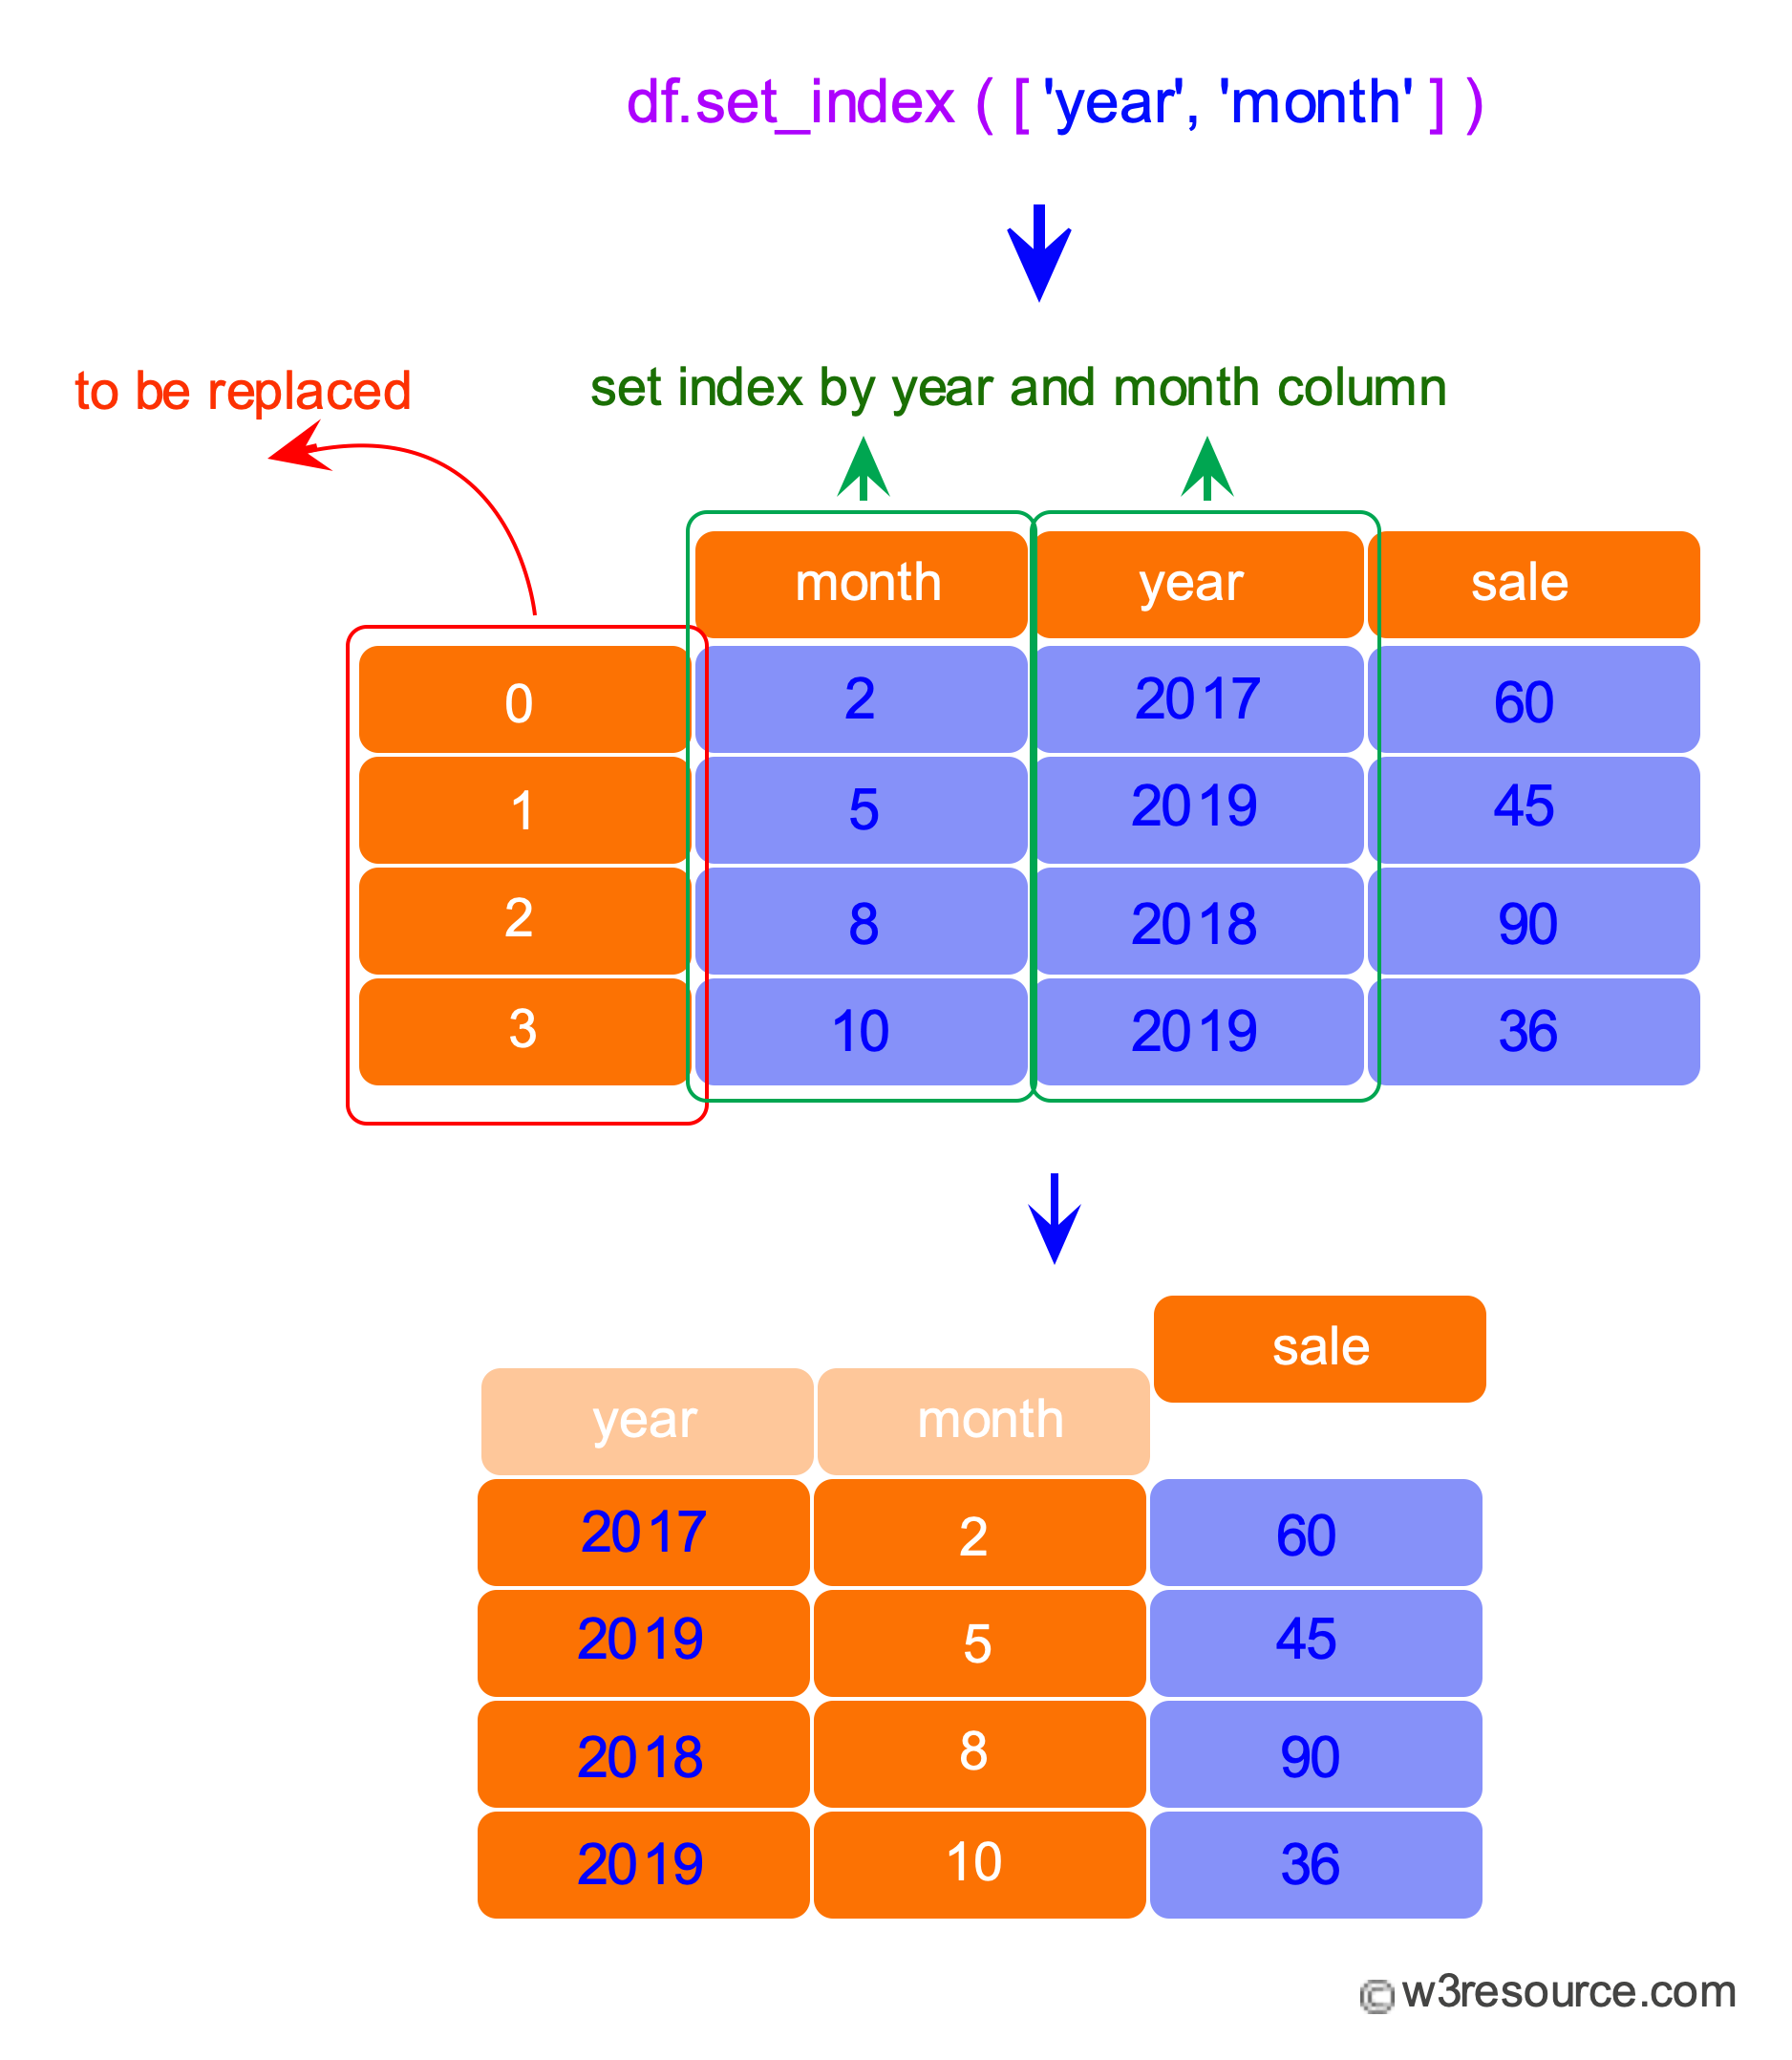 df.set_index ( [ 'year', 'month' ] )
to be replaced
set index by year and month column
month year sale
0 2 2017 60
1 5 2019 45
2 8 2018 90
3 10 2019 36
sale
year month
2017 2 60
2019 5 45
2018 8 90
2019 10 36
© w3resource.com